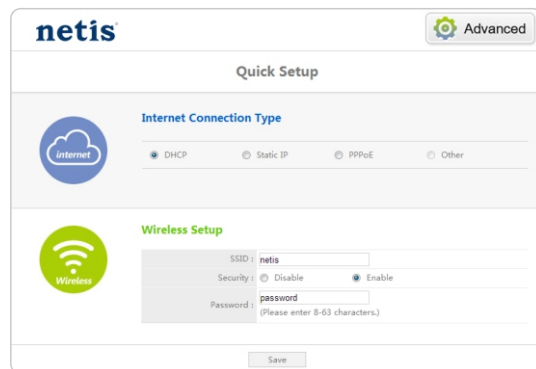 netis
Advanced
Quick Setup
Internet Connection Type
internet
DHCP Static IP PPPoE Other
Wireless Setup
Wireless
SSID : netis
Security : Disable Enable
Password : password
(Please enter 8-63 characters.)
Save